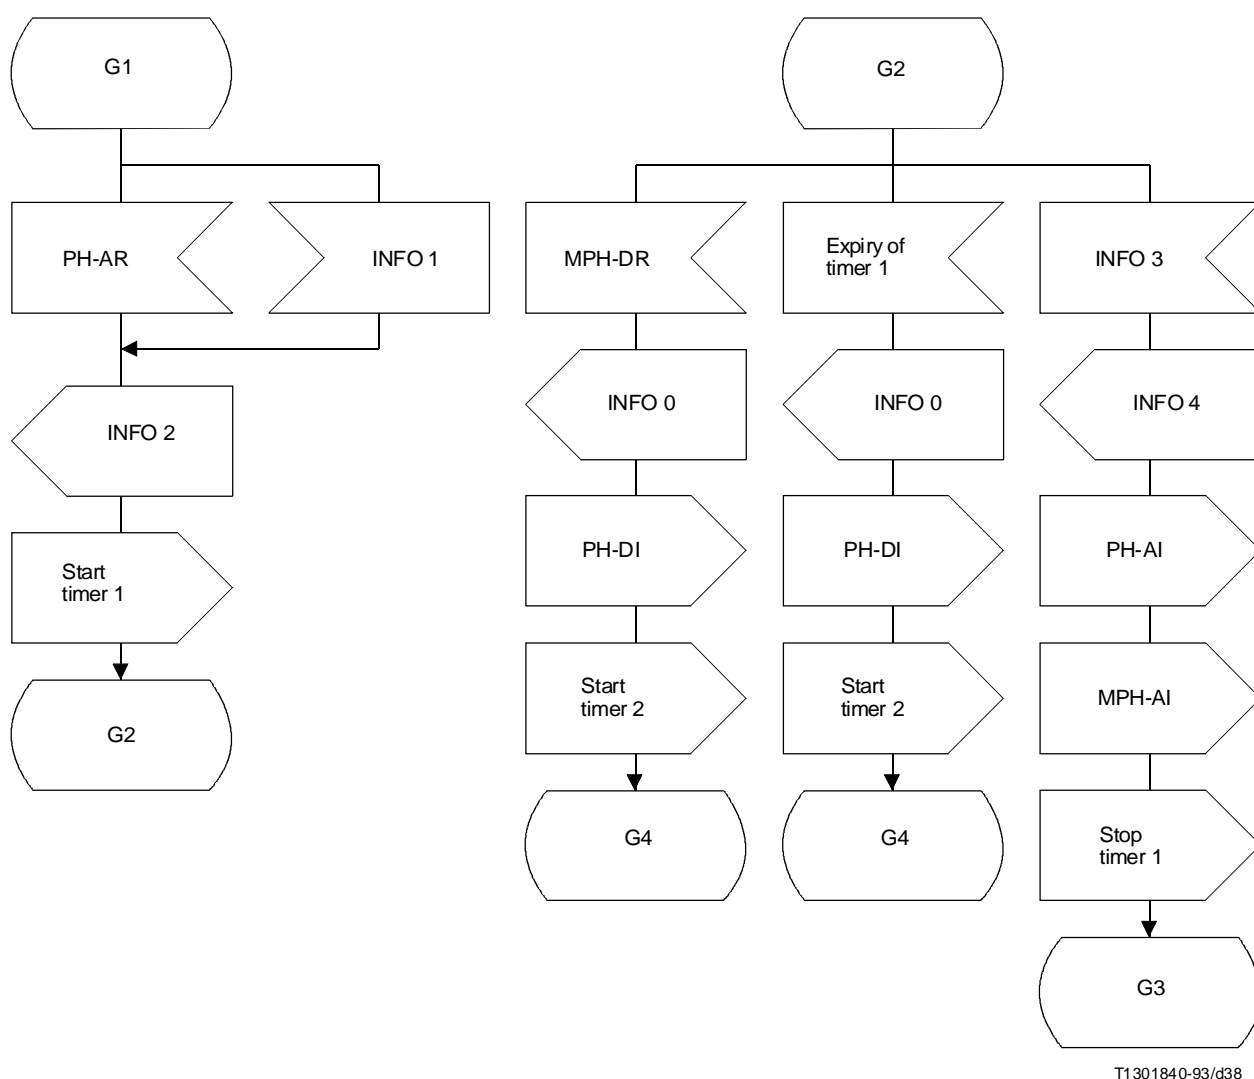 G1
PH-AR
INFO 1
INFO 2
Start
timer 1
G2
G2
MPH-DR
INFO 0
PH-DI
Start
timer 2
G4
Expiry of
timer 1
INFO 0
PH-DI
Start
timer 2
G4
INFO 3
INFO 4
PH-AI
MPH-AI
Stop
timer 1
G3
T1301840-93/d38